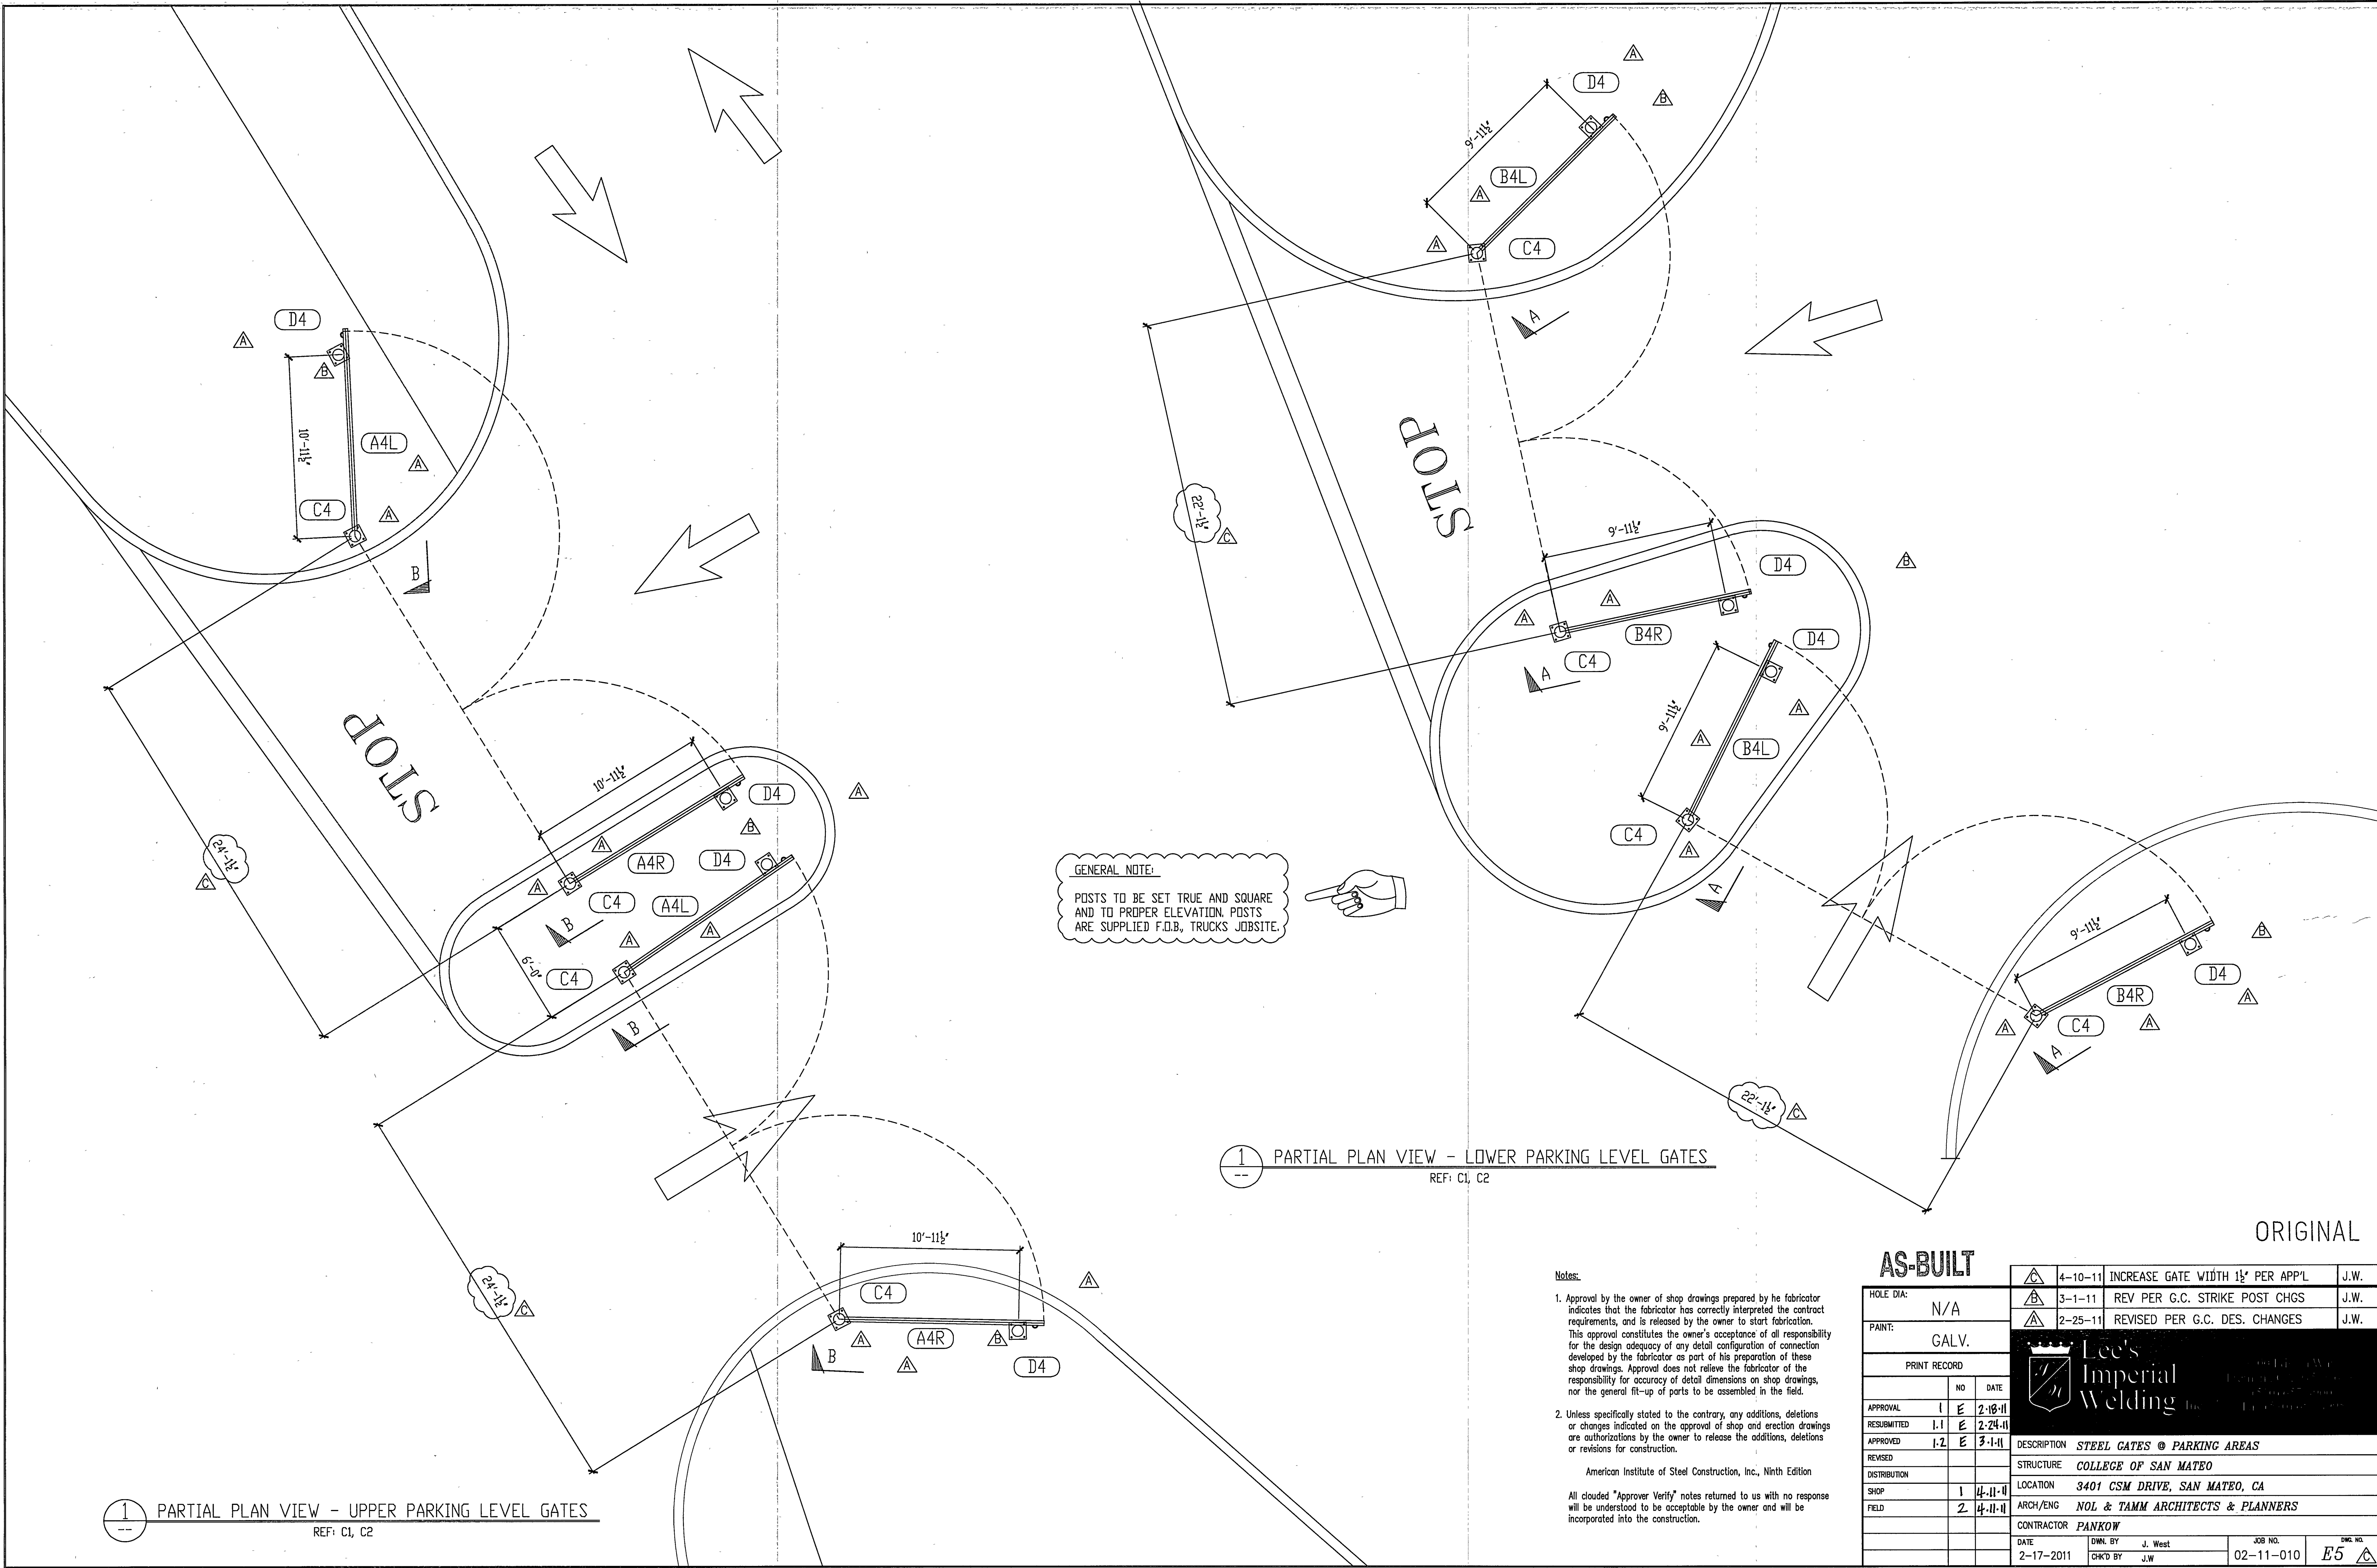 D4
A
B
10'-11½"
A4L
A
C4
A
B
24'-1½"
C
STOP
10'-11½"
D4
A
B
A
A4R
D4
A
C4
A4L
B
A
A
6'-0"
C4
B
24'-1½"
C
10'-11½"
C4
A
A
A4R
B
A
D4
B
1
--
PARTIAL PLAN VIEW - UPPER PARKING LEVEL GATES
REF: C1, C2
A
D4
B
9'-11½"
B4L
A
A
C4
A
STOP
22'-1½"
C
9'-11½"
D4
B
A
A
B4R
C4
A
D4
9'-11½"
A
A
B4L
C4
A
A
9'-11½"
B
D4
A
B4R
A
C4
A
A
22'-1½"
C
GENERAL NOTE:
POSTS TO BE SET TRUE AND SQUARE
AND TO PROPER ELEVATION. POSTS
ARE SUPPLIED F.O.B., TRUCKS JOBSITE.
1
--
PARTIAL PLAN VIEW - LOWER PARKING LEVEL GATES
REF: C1, C2
Notes:
1. Approval by the owner of shop drawings prepared by he fabricator
indicates that the fabricator has correctly interpreted the contract
requirements, and is released by the owner to start fabrication.
This approval constitutes the owner's acceptance of all responsibility
for the design adequacy of any detail configuration of connection
developed by the fabricator as part of his preparation of these
shop drawings. Approval does not relieve the fabricator of the
responsibility for accuracy of detail dimensions on shop drawings,
nor the general fit-up of parts to be assembled in the field.
2. Unless specifically stated to the contrary, any additions, deletions
or changes indicated on the approval of shop and erection drawings
are authorizations by the owner to release the additions, deletions
or revisions for construction.
American Institute of Steel Construction, Inc., Ninth Edition
All clouded "Approver Verify" notes returned to us with no response
will be understood to be acceptable by the owner and will be
incorporated into the construction.
ORIGINAL
AS-BUILT
C 4-10-11 INCREASE GATE WIDTH 1½" PER APP'L J.W.
B 3-1-11 REV PER G.C. STRIKE POST CHGS J.W.
A 2-25-11 REVISED PER G.C. DES. CHANGES J.W.
HOLE DIA:
N/A
PAINT:
GALV.
PRINT RECORD
NO DATE
APPROVAL 1 E 2-18-11
RESUBMITTED 1.1 E 2-24-11
APPROVED 1.2 E 3-1-11
REVISED
DISTRIBUTION
SHOP 1 4-11-11
FIELD 2 4-11-11
Lee's
Imperial
Welding
DESCRIPTION STEEL GATES @ PARKING AREAS
STRUCTURE COLLEGE OF SAN MATEO
LOCATION 3401 CSM DRIVE, SAN MATEO, CA
ARCH/ENG NOL & TAMM ARCHITECTS & PLANNERS
CONTRACTOR PANKOW
DATE
2-17-2011
DWN. BY J. West
CHK'D BY J.W
JOB NO.
02-11-010
DWG. NO.
E5 C